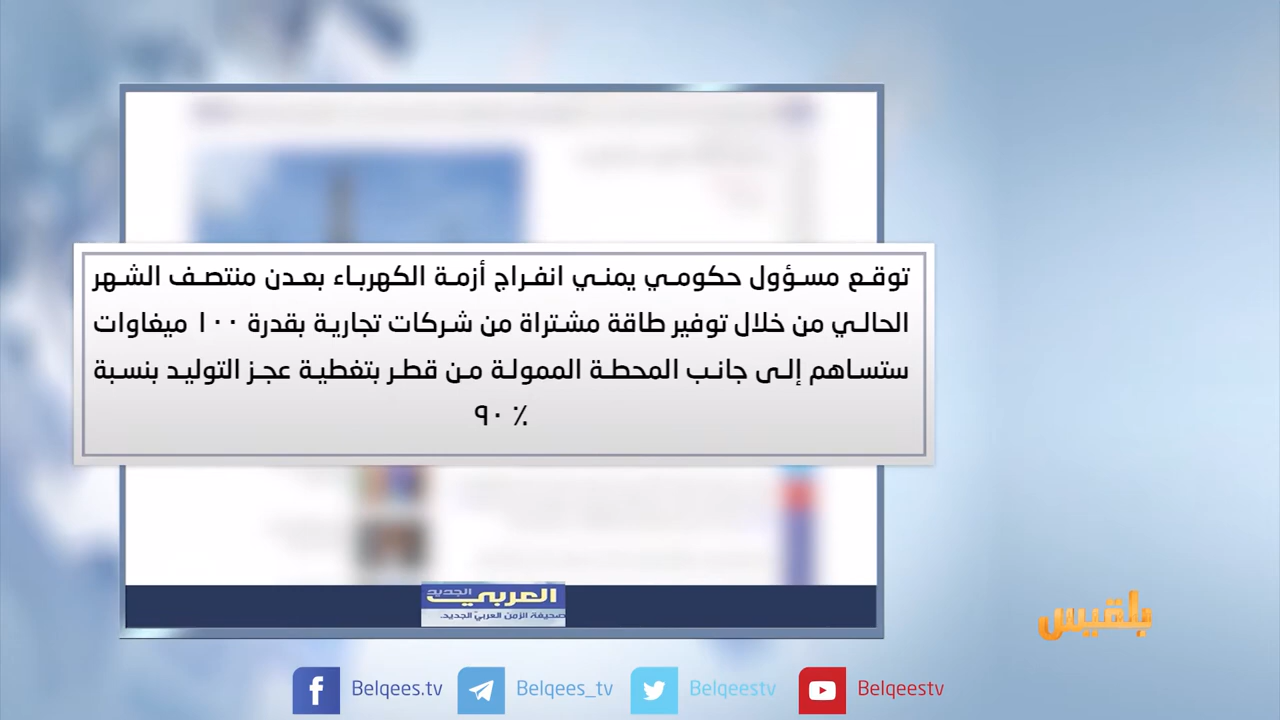 توقع مسؤول حكومي يمني انفراج أزمة الكهرباء بعدن منتصف الشهر
الحالي من خلال توفير طاقة مشتراة من شركات تجارية بقدرة ١٠٠ ميغاوات
ستساهم إلى جانب المحطة الممولة من قطر بتغطية عجز التوليد بنسبة
٩٠ ٪
العربي الجديد
صحيفة الزمن العربي الجديد.
بلقيس
Belqees.tv
Belqees_tv
Belqeestv
Belqeestv